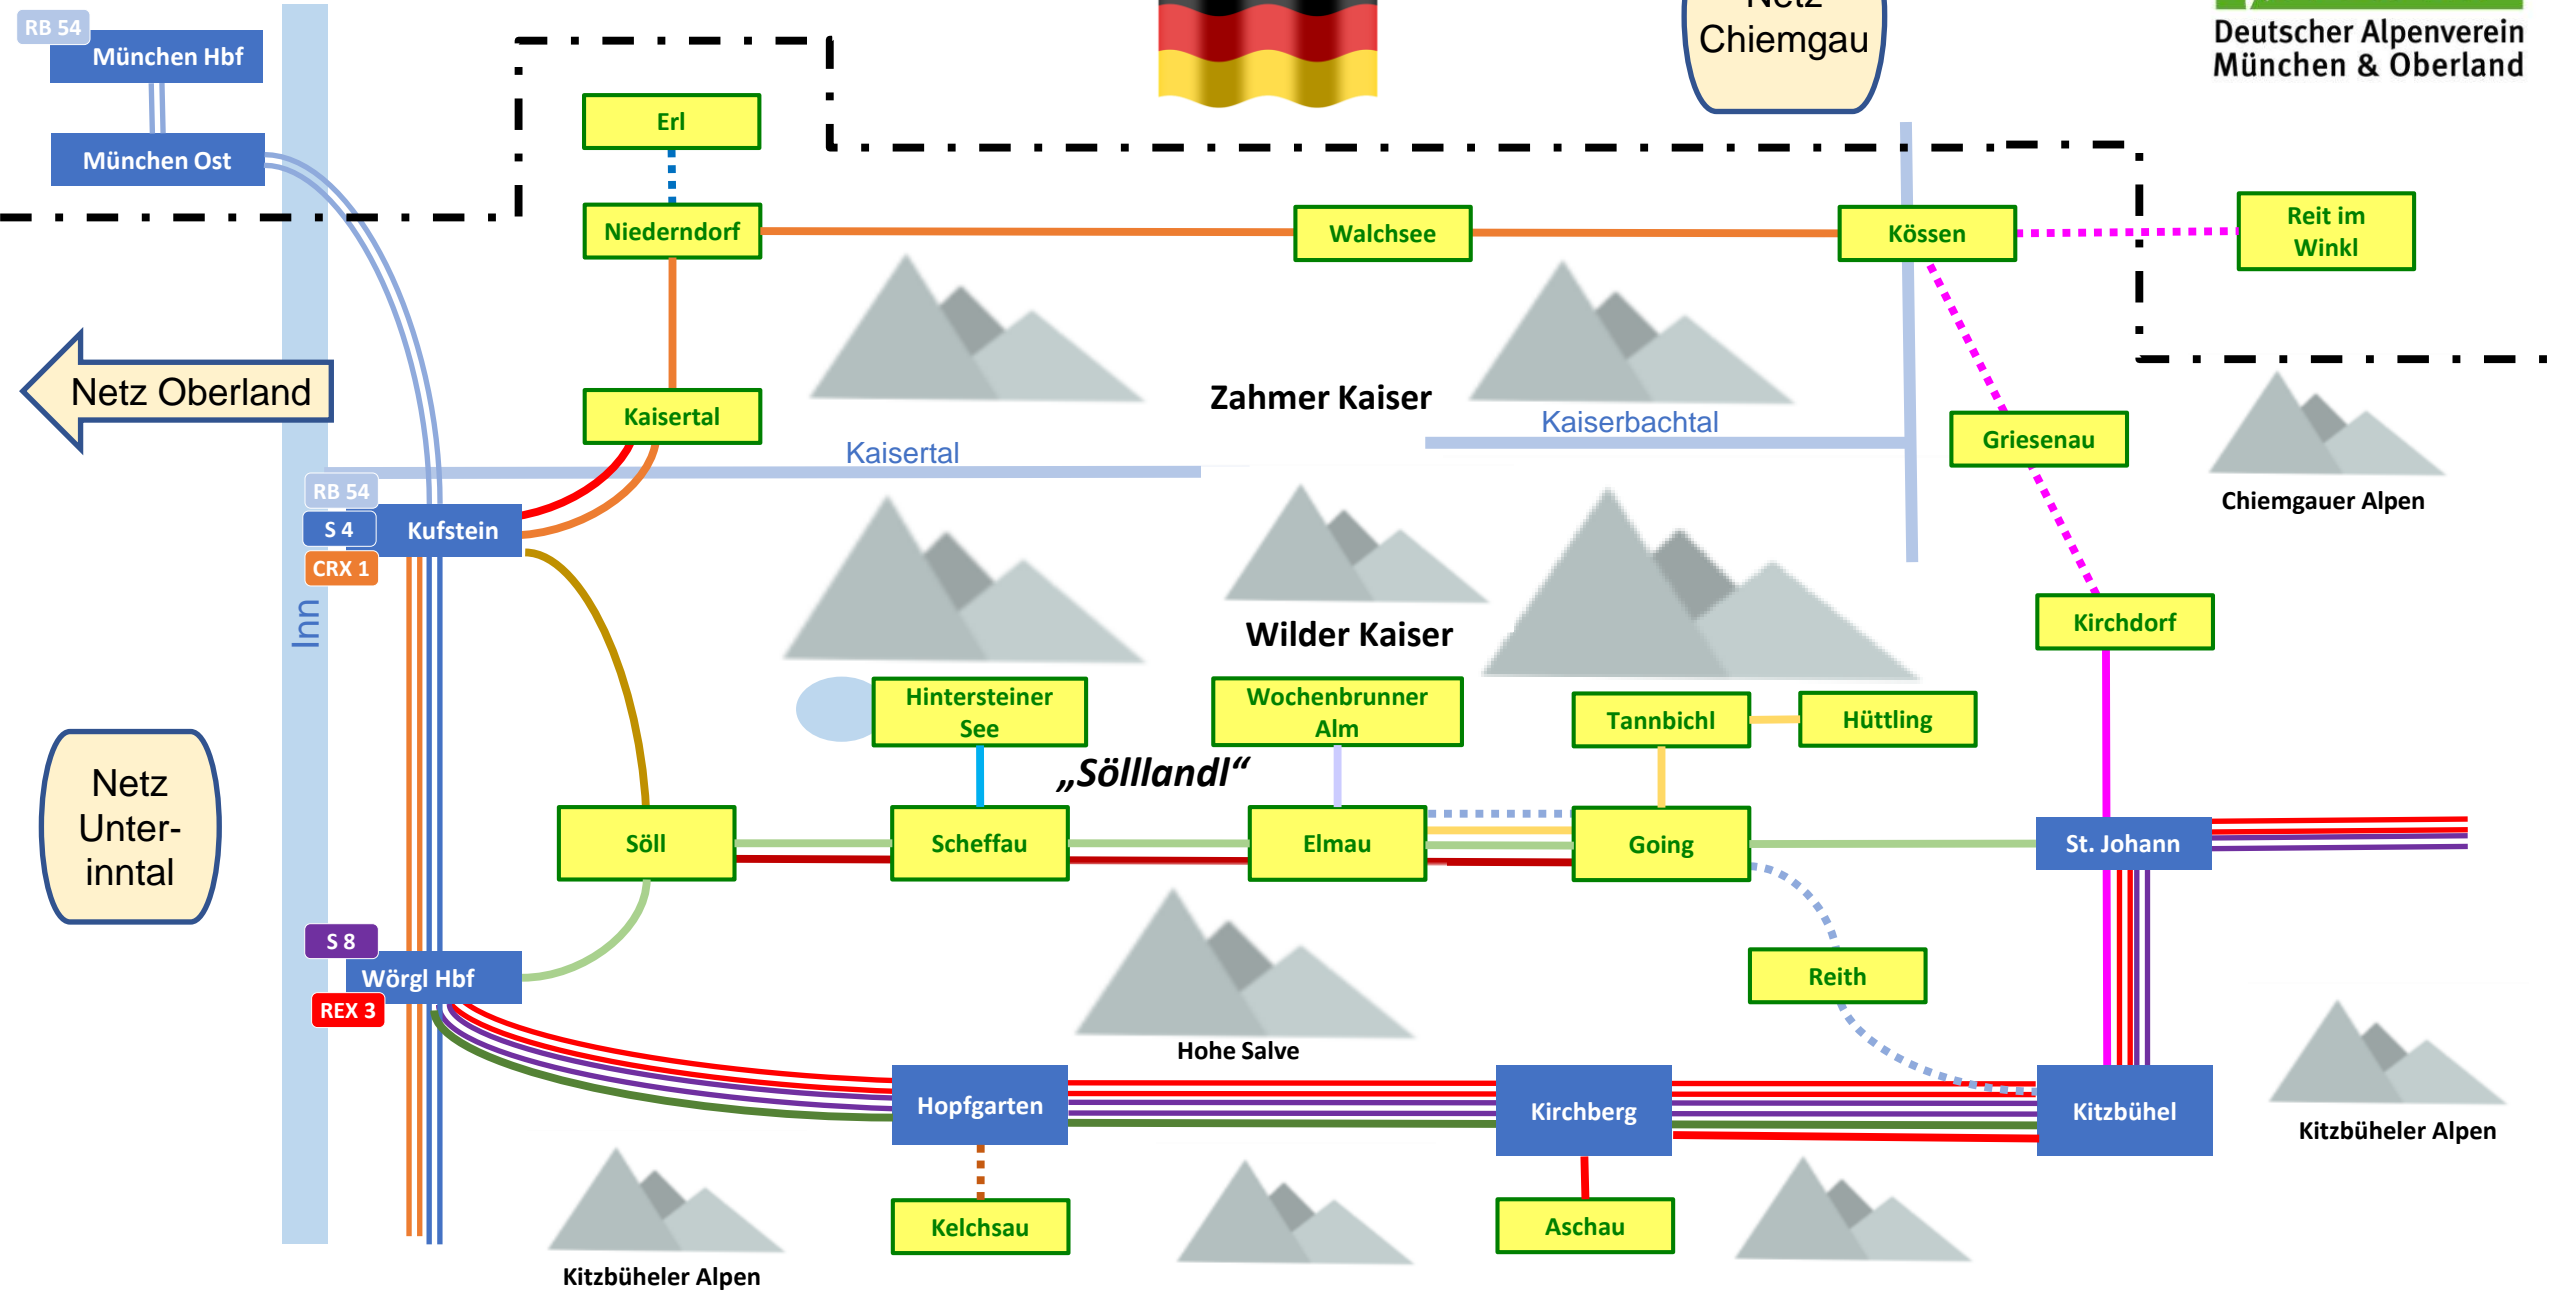 RB 54
München Hbf
Netz
Chiemgau
Deutscher Alpenverein
München & Oberland
Erl
München Ost
Niederndorf
Walchsee
Kössen
Reit im
Winkl
Netz Oberland
Kaisertal
Zahmer Kaiser
Kaiserbachtal
Griesenau
Kaisertal
Chiemgauer Alpen
RB 54
S 4
Kufstein
CRX 1
Inn
Wilder Kaiser
Kirchdorf
Hintersteiner
See
Wochenbrunner
Alm
Tannbichl
Hüttling
„Sölllandl“
Netz
Unter-
inntal
Söll
Scheffau
Elmau
Going
St. Johann
S 8
Wörgl Hbf
REX 3
Reith
Hohe Salve
Hopfgarten
Kirchberg
Kitzbühel
Kitzbüheler Alpen
Kelchsau
Aschau
Kitzbüheler Alpen